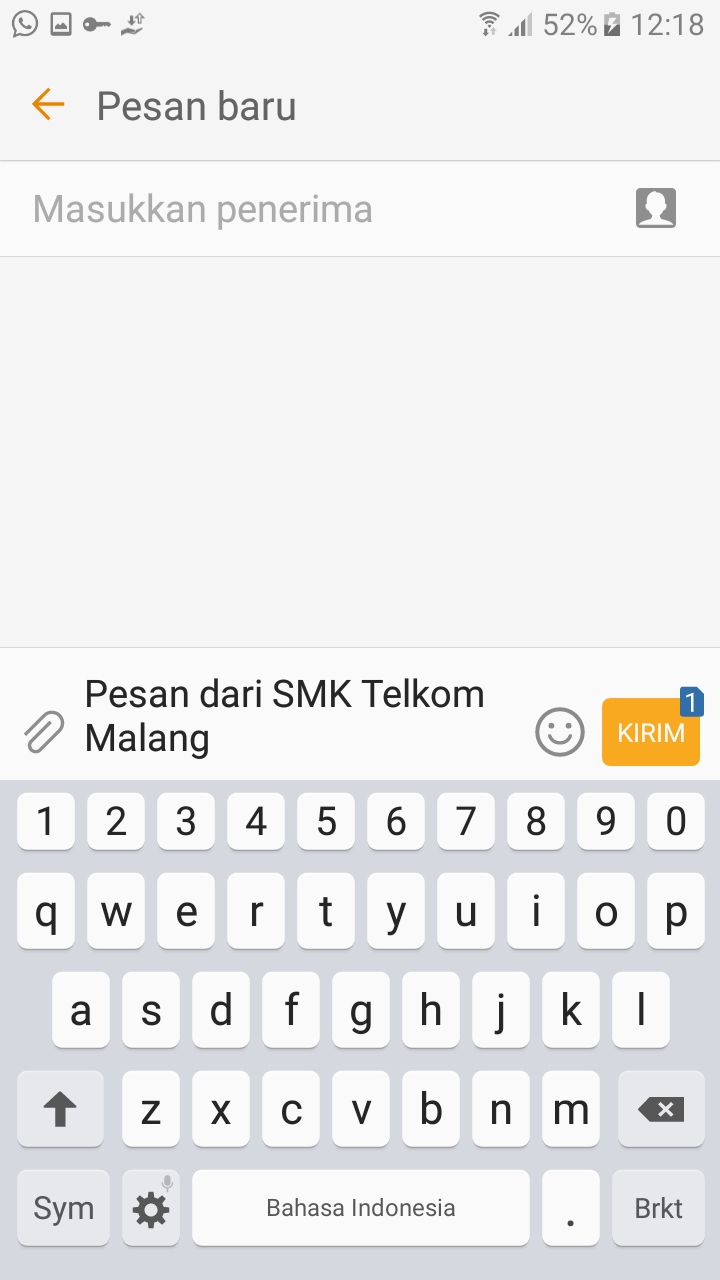 52% 12:18
Pesan baru
Masukkan penerima
Pesan dari SMK Telkom
Malang
1
KIRIM
1 2 3 4 5 6 7 8 9 0
q w e r t y u i o p
a s d f g h j k l
z x c v b n m
Sym Bahasa Indonesia . Brkt